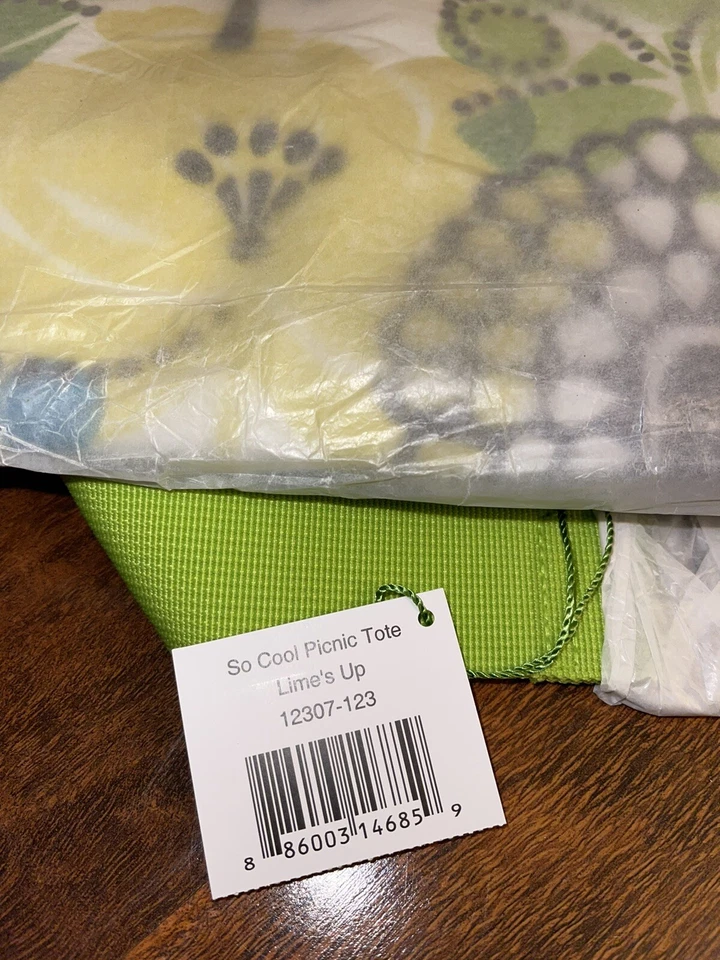 So Cool Picnic Tote
Lime's Up
12307-123
8 86003 14685 9